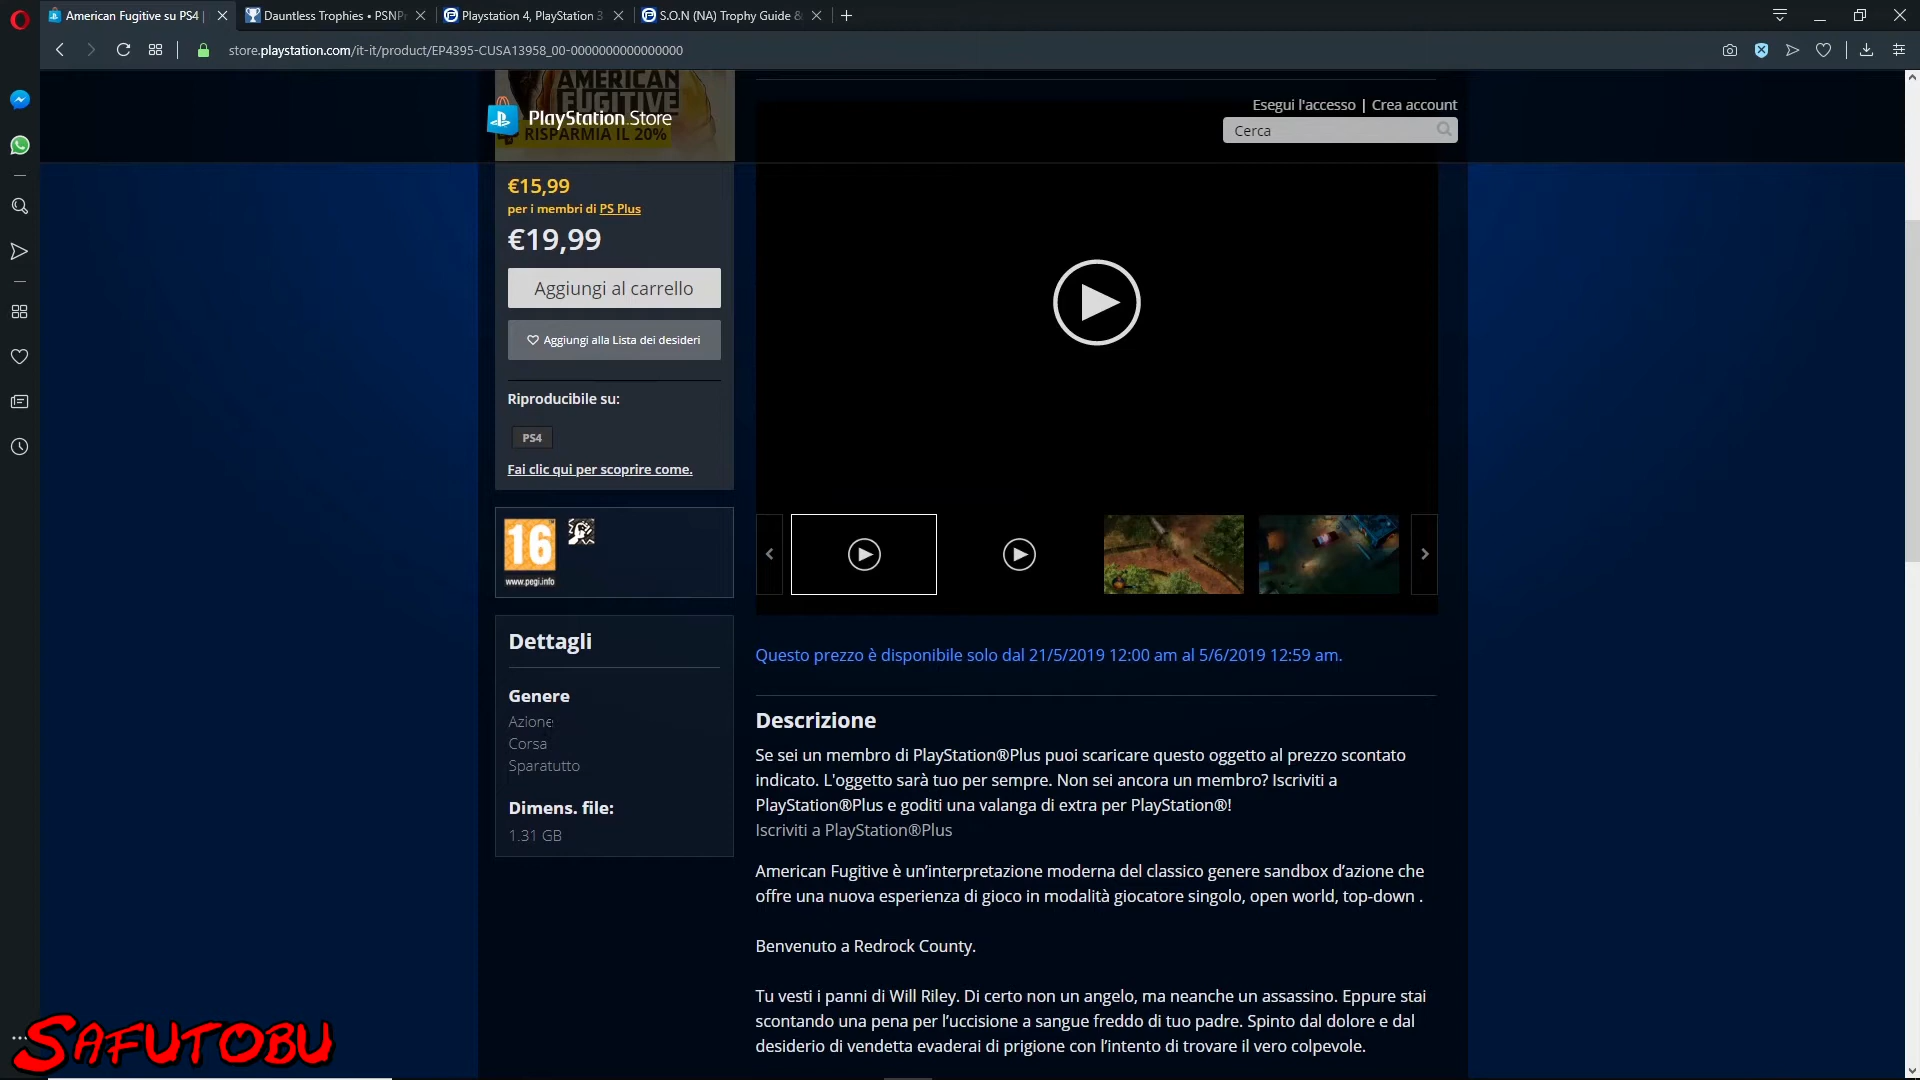 American Fugitive su PS4 |
Dauntless Trophies • PSNP
Playstation 4, PlayStation 3
S.O.N (NA) Trophy Guide &
store.playstation.com/it-it/product/EP4395-CUSA13958_00-0000000000000000
AMERICAN
FUGITIVE
PlayStation.Store
RISPARMIA IL 20%
Esegui l'accesso | Crea account
Cerca
€15,99
per i membri di PS Plus
€19,99
Aggiungi al carrello
Aggiungi alla Lista dei desideri
Riproducibile su:
PS4
Fai clic qui per scoprire come.
16
www.pegi.info
Dettagli
Genere
Azione
Corsa
Sparatutto
Dimens. file:
1.31 GB
Questo prezzo è disponibile solo dal 21/5/2019 12:00 am al 5/6/2019 12:59 am.
Descrizione
Se sei un membro di PlayStation®Plus puoi scaricare questo oggetto al prezzo scontato
indicato. L'oggetto sarà tuo per sempre. Non sei ancora un membro? Iscriviti a
PlayStation®Plus e goditi una valanga di extra per PlayStation®!
Iscriviti a PlayStation®Plus
American Fugitive è un’interpretazione moderna del classico genere sandbox d’azione che
offre una nuova esperienza di gioco in modalità giocatore singolo, open world, top-down .
Benvenuto a Redrock County.
Tu vesti i panni di Will Riley. Di certo non un angelo, ma neanche un assassino. Eppure stai
scontando una pena per l’uccisione a sangue freddo di tuo padre. Spinto dal dolore e dal
desiderio di vendetta evaderai di prigione con l’intento di trovare il vero colpevole.
SAFUTOBU